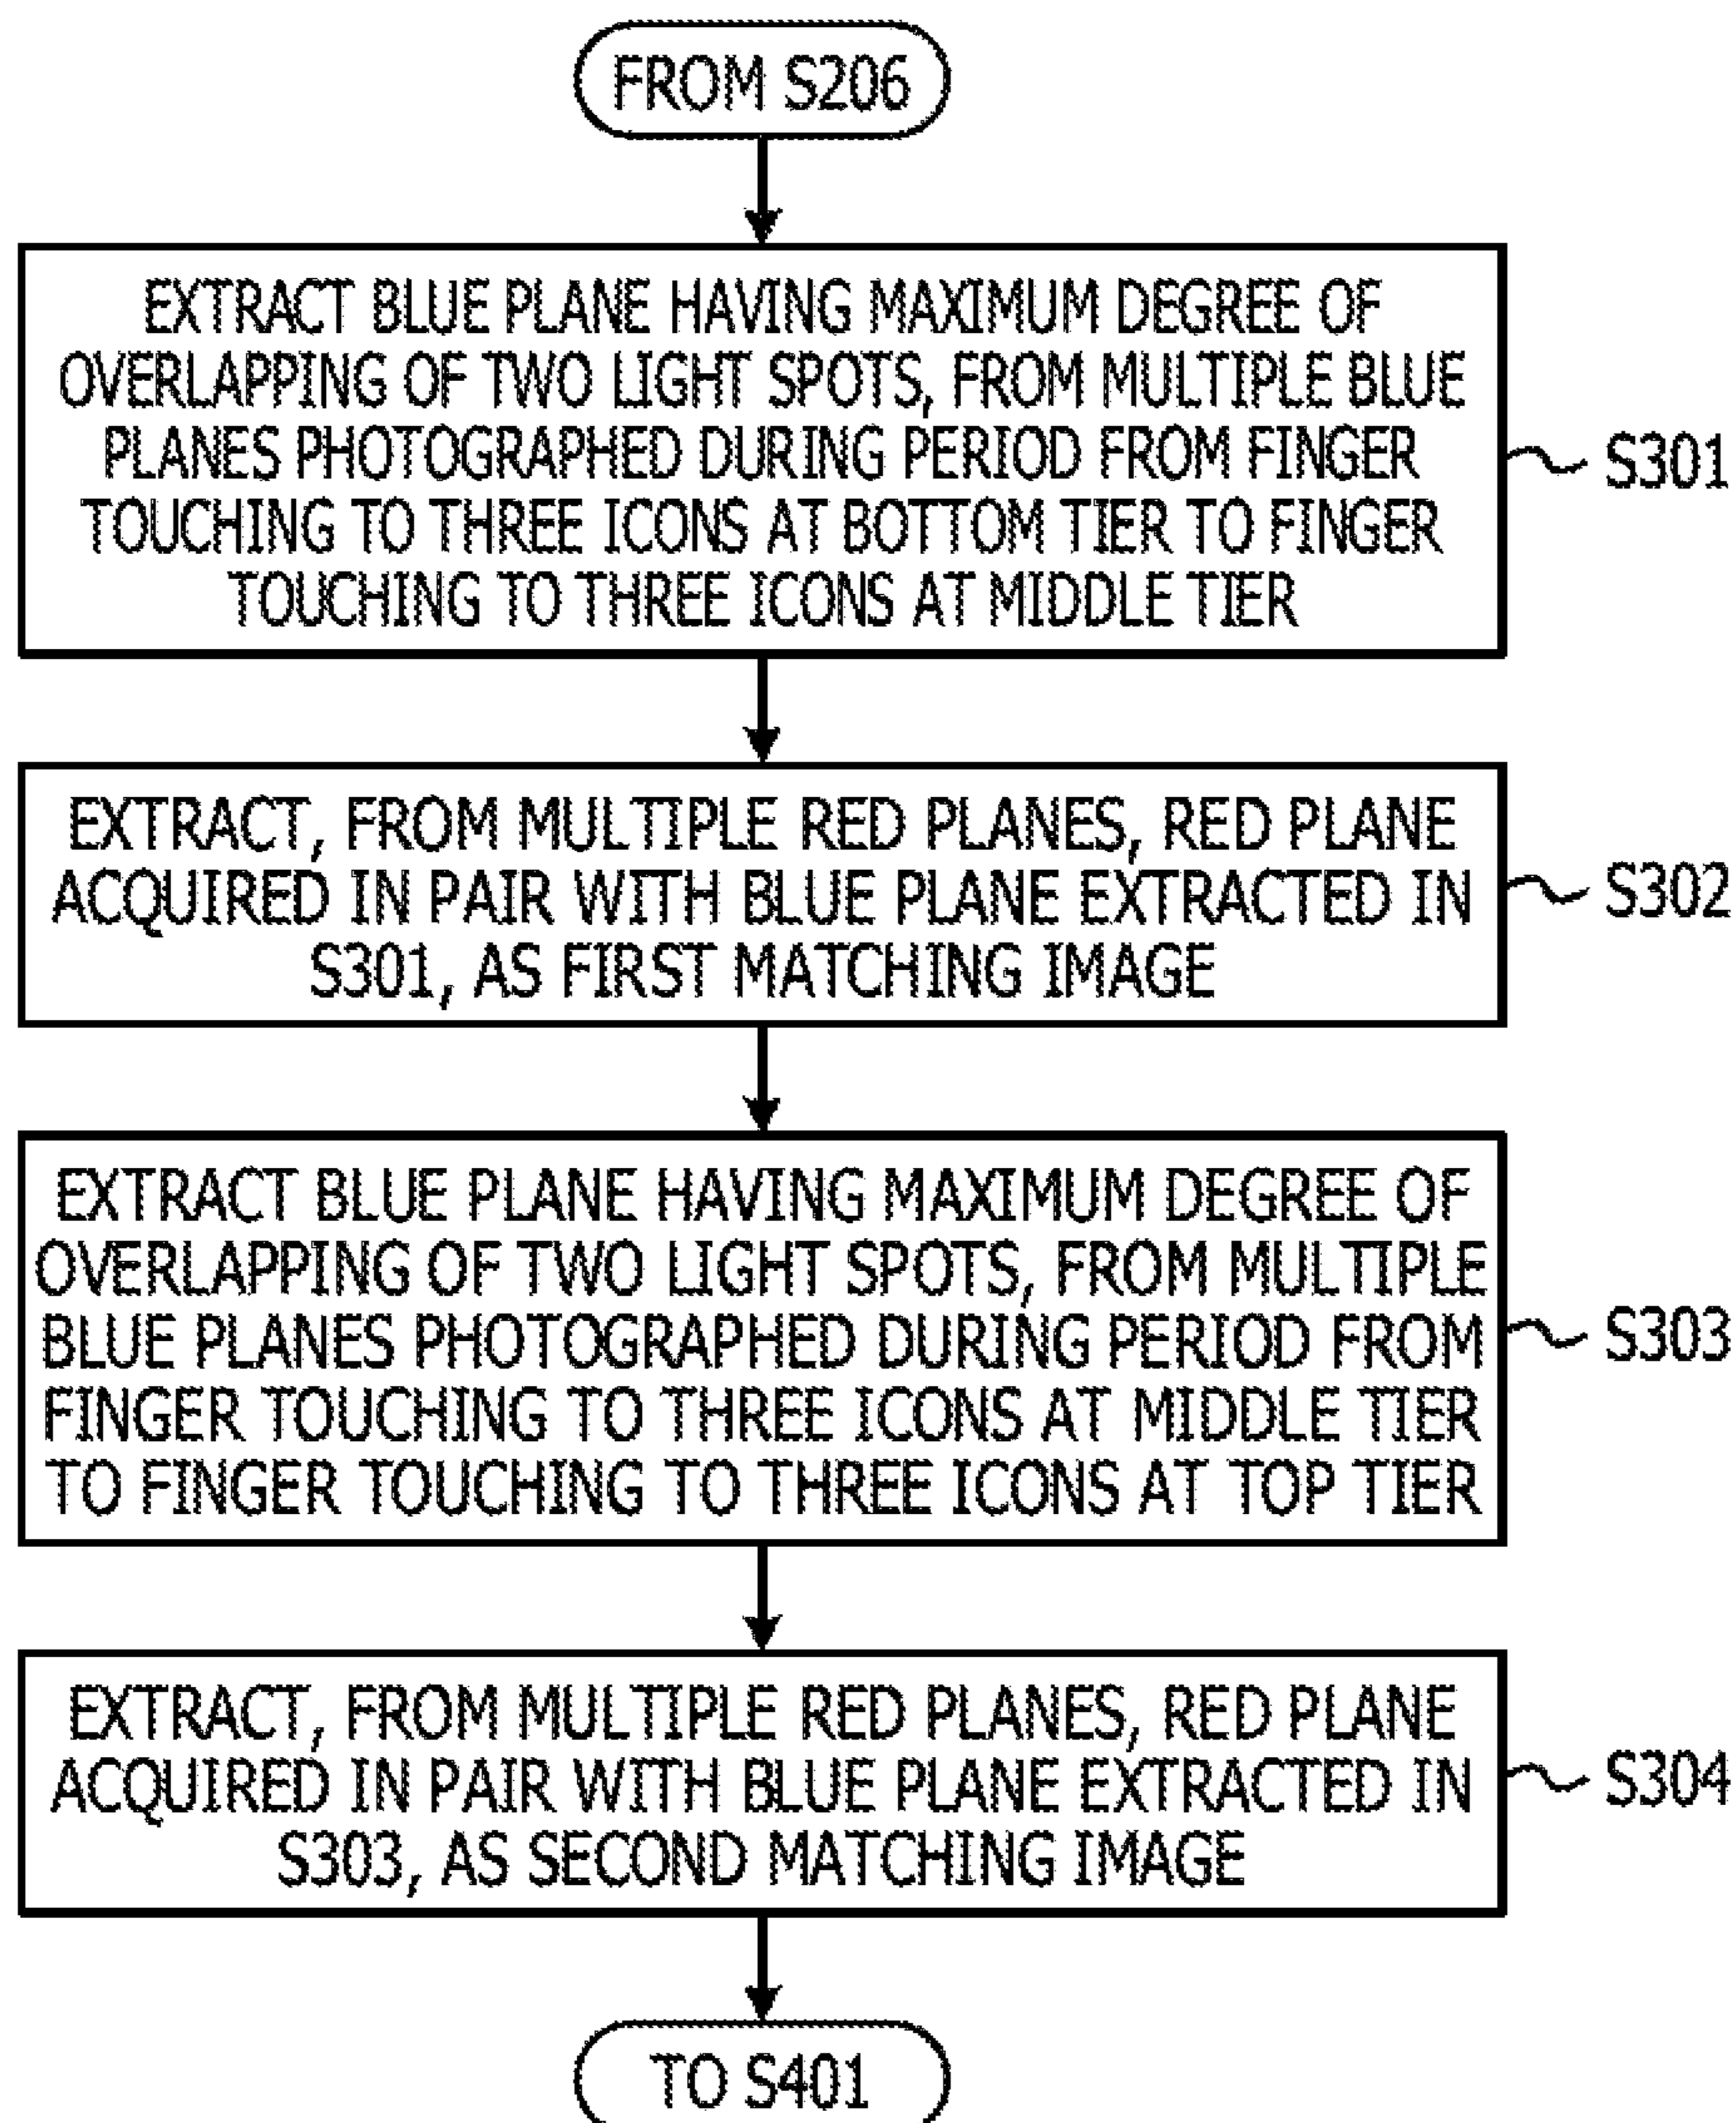 FROM S206
EXTRACT BLUE PLANE HAVING MAXIMUM DEGREE OF
OVERLAPPING OF TWO LIGHT SPOTS, FROM MULTIPLE BLUE
PLANES PHOTOGRAPHED DURING PERIOD FROM FINGER
TOUCHING TO THREE ICONS AT BOTTOM TIER TO FINGER
TOUCHING TO THREE ICONS AT MIDDLE TIER
S301
EXTRACT, FROM MULTIPLE RED PLANES, RED PLANE
ACQUIRED IN PAIR WITH BLUE PLANE EXTRACTED IN
S301, AS FIRST MATCHING IMAGE
S302
EXTRACT BLUE PLANE HAVING MAXIMUM DEGREE OF
OVERLAPPING OF TWO LIGHT SPOTS, FROM MULTIPLE
BLUE PLANES PHOTOGRAPHED DURING PERIOD FROM
FINGER TOUCHING TO THREE ICONS AT MIDDLE TIER
TO FINGER TOUCHING TO THREE ICONS AT TOP TIER
S303
EXTRACT, FROM MULTIPLE RED PLANES, RED PLANE
ACQUIRED IN PAIR WITH BLUE PLANE EXTRACTED IN
S303, AS SECOND MATCHING IMAGE
S304
TO S401